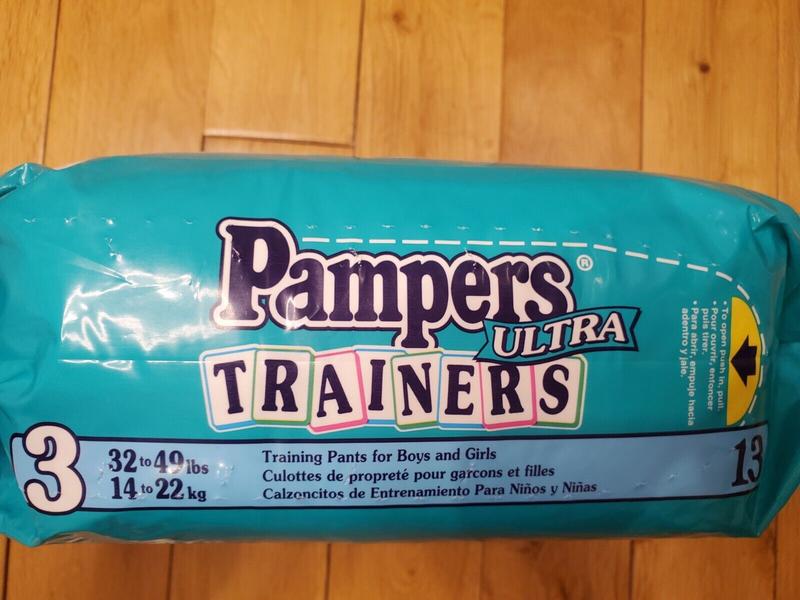 Pampers®
ULTRA
TRAINERS
3
32 to 49 lbs
14 to 22 kg
Training Pants for Boys and Girls
Culottes de propreté pour garcons et filles
Calzoncitos de Entrenamiento Para Niños y Niñas
13
• To open push in, pull.
• Pour ouvrir, enfoncer
puis tirer.
• Para abrir, empuje hacia
adentro y jale.